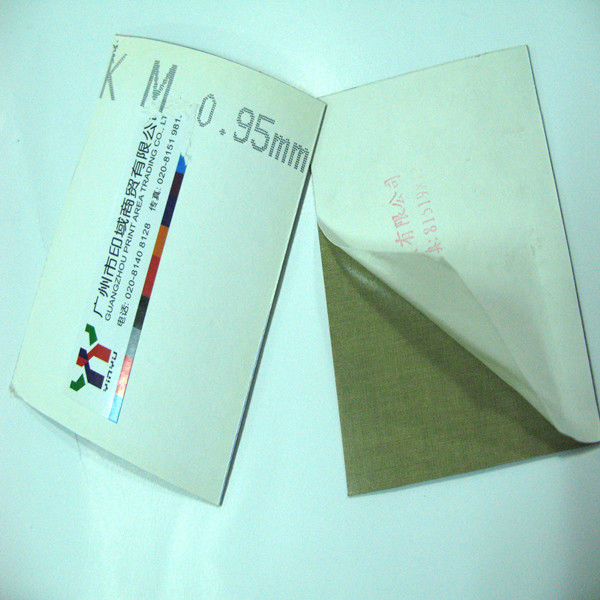 K M 0.95mm
广州市印域商贸有限公
GUANGZHOU PRINT AREA TRADING CO., LT
电话: 020-8140 8128 传真: 020-8151 981
YinYu
有限公司